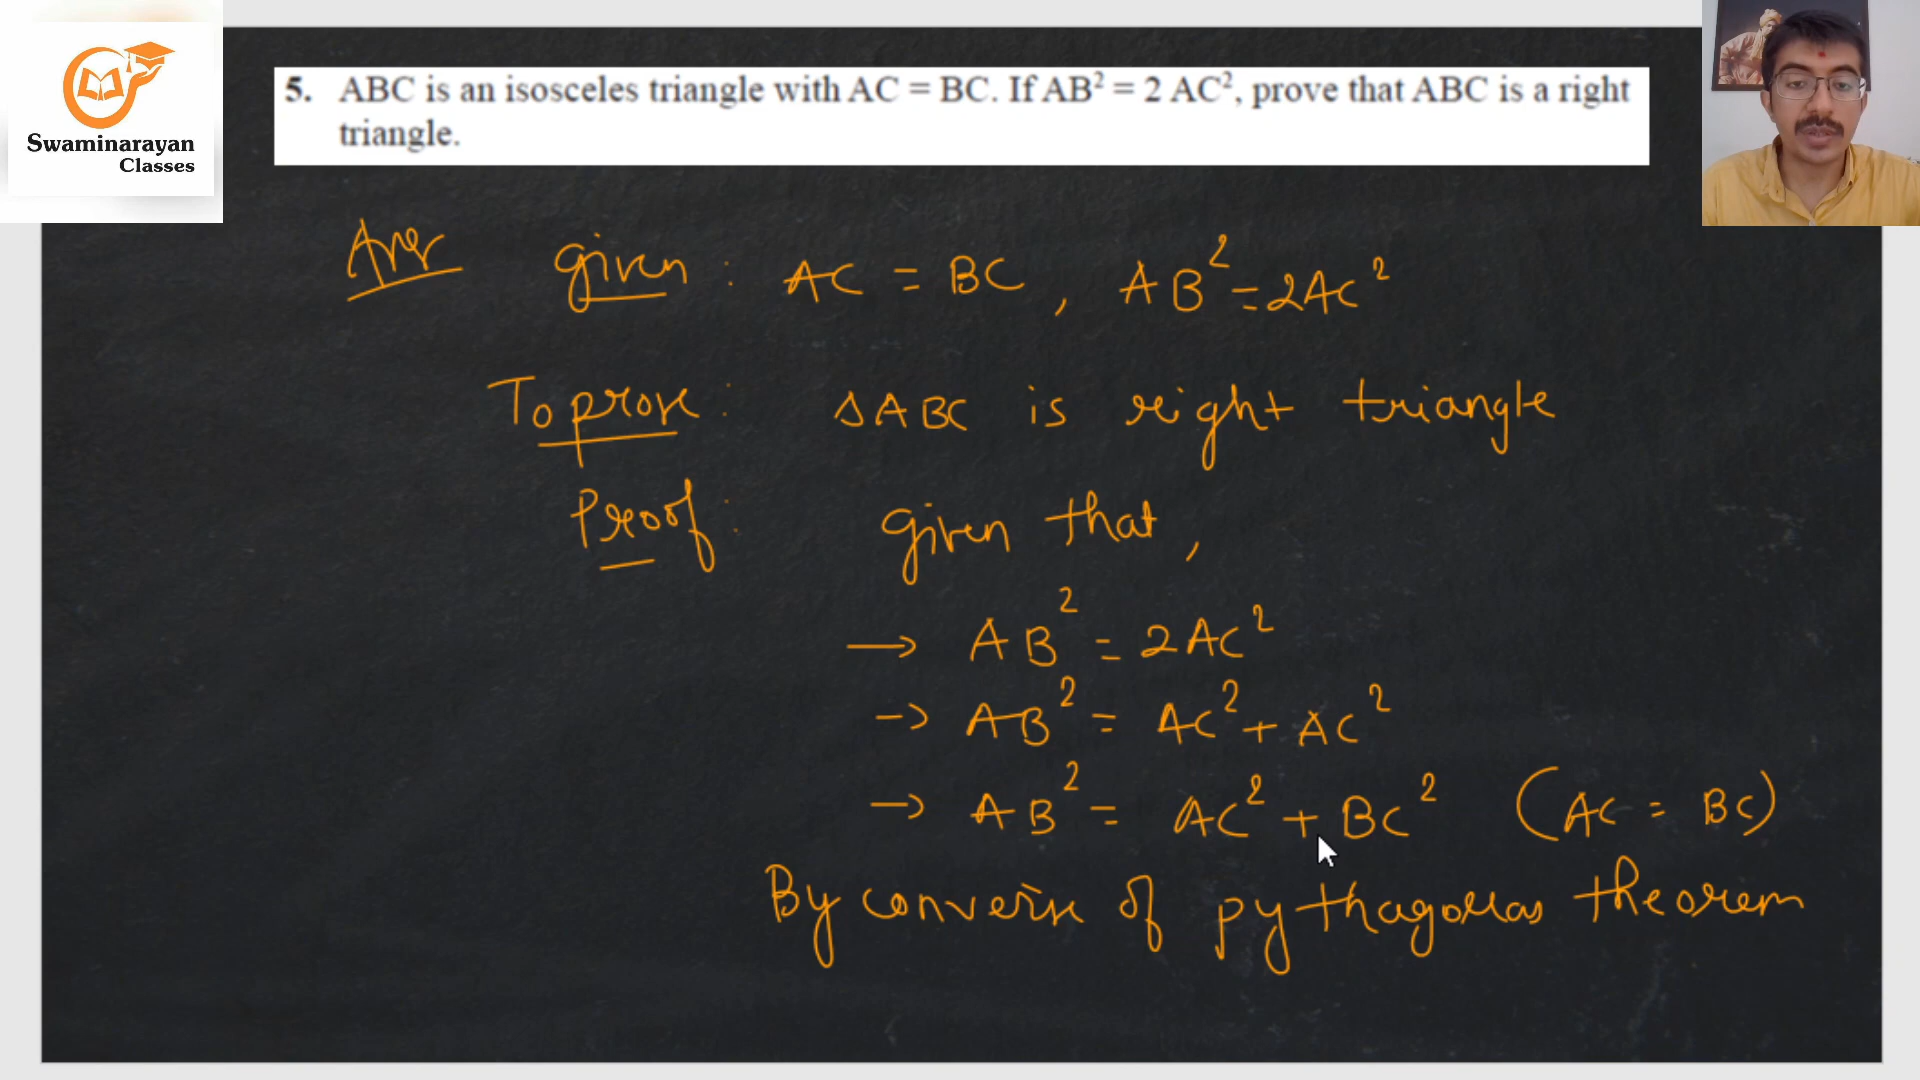 Swaminarayan
Classes
5. ABC is an isosceles triangle with AC = BC. If AB² = 2 AC², prove that ABC is a right
triangle.
Ans given : AC = BC , AB² = 2AC²
To prove : ΔABC is right triangle
Proof : given that ,
→ AB² = 2AC²
→ AB² = AC² + AC²
→ AB² = AC² + BC² (AC = BC)
By converse of pythagoras theorem